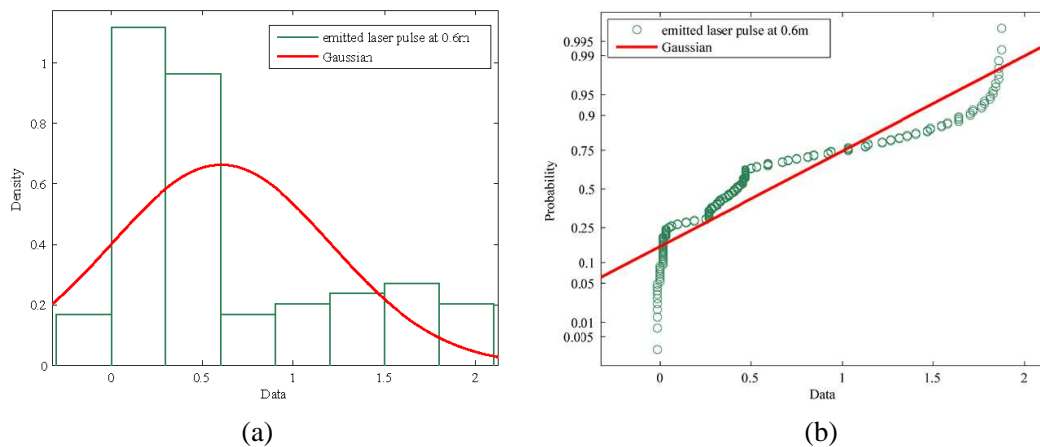 emitted laser pulse at 0.6m
Gaussian
1
0.8
0.6
0.4
0.2
0
Density
0 0.5 1 1.5 2
Data
(a)
emitted laser pulse at 0.6m
Gaussian
0.995
0.99
0.95
0.9
0.75
0.5
0.25
0.1
0.05
0.01
0.005
Probability
0 0.5 1 1.5 2
Data
(b)